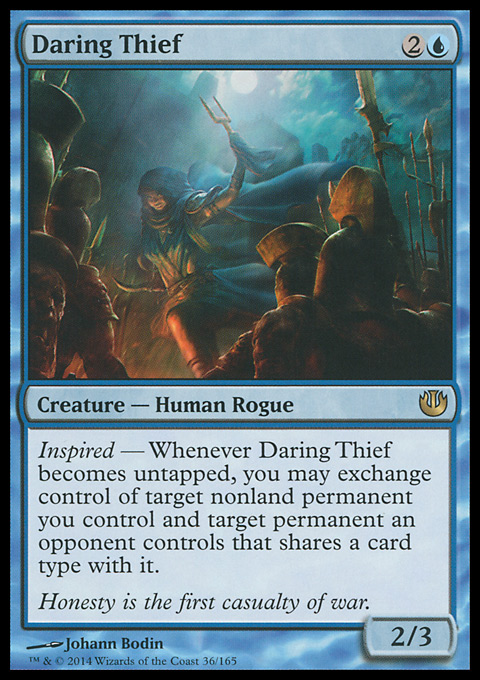 Daring Thief
2
Creature — Human Rogue
Inspired — Whenever Daring Thief
becomes untapped, you may exchange
control of target nonland permanent
you control and target permanent an
opponent controls that shares a card
type with it.
Honesty is the first casualty of war.
Johann Bodin
2/3
™ & © 2014 Wizards of the Coast 36/165